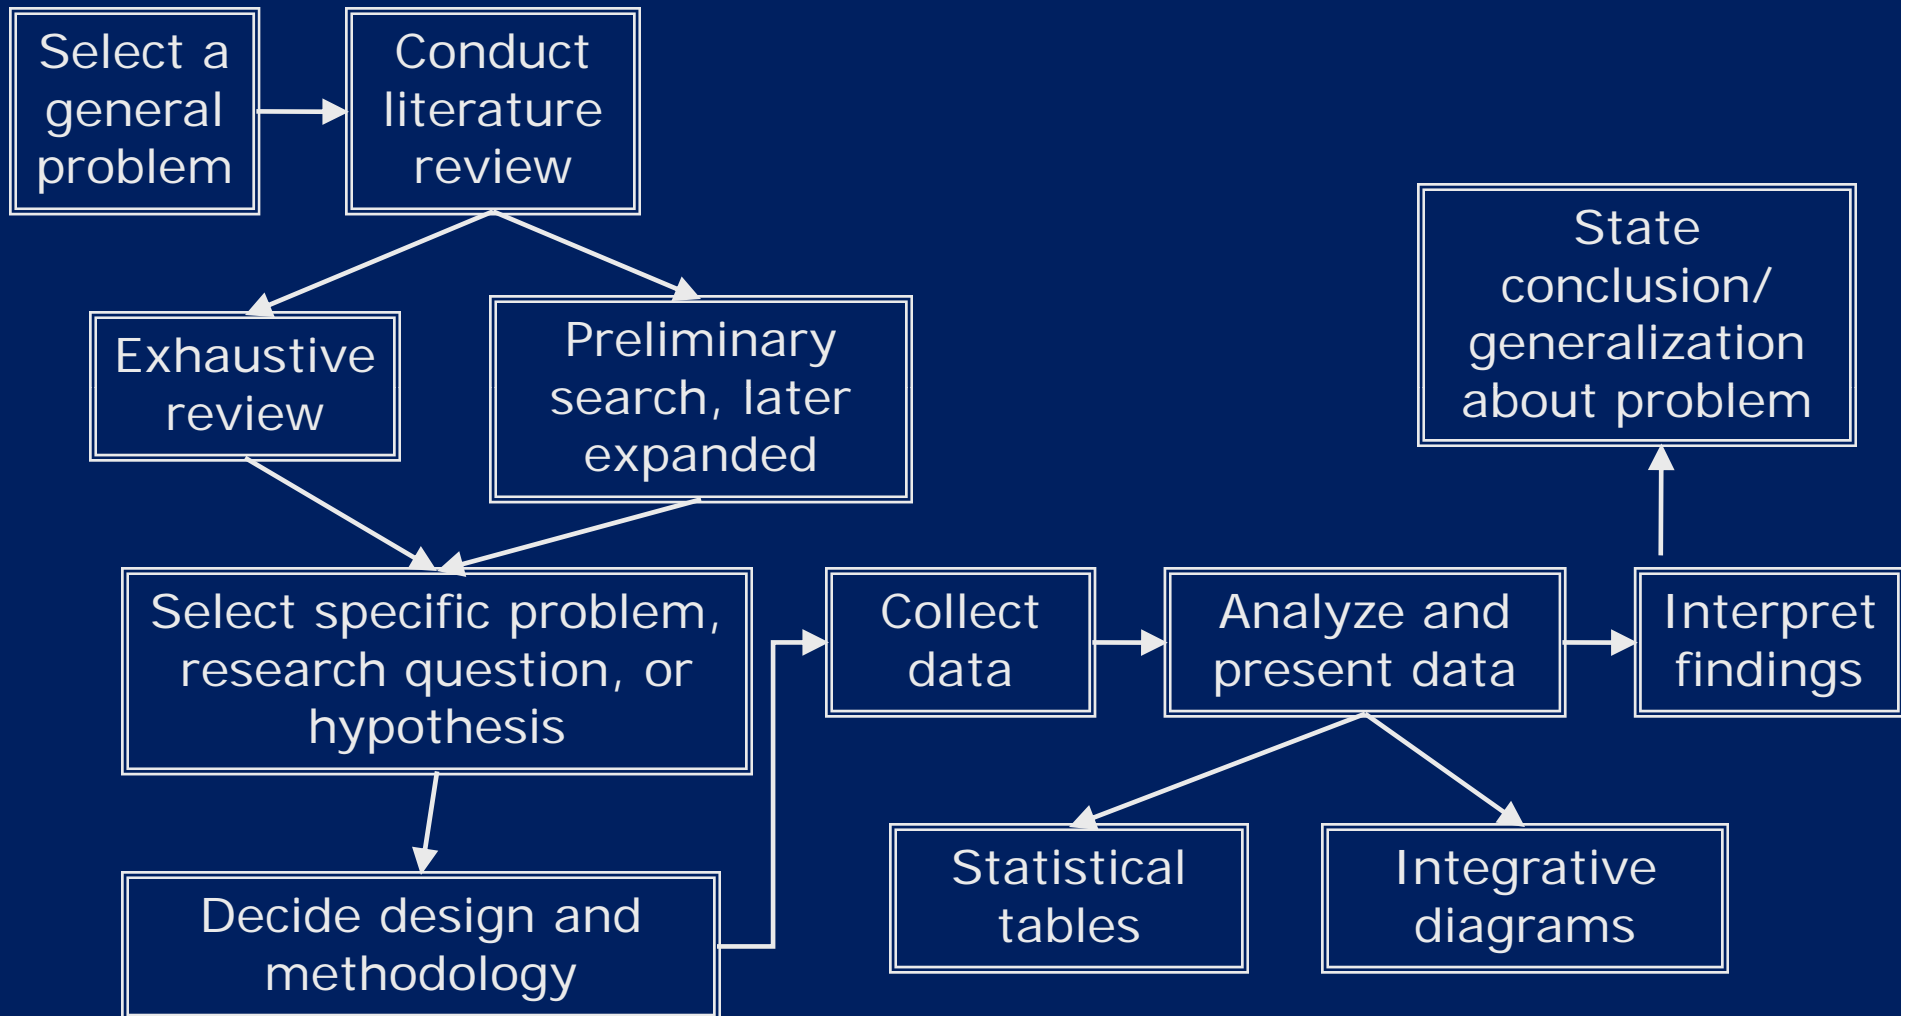 Select a
general
problem
Conduct
literature
review
Exhaustive
review
Preliminary
search, later
expanded
Select specific problem,
research question, or
hypothesis
Decide design and
methodology
Collect
data
Analyze and
present data
Statistical
tables
Integrative
diagrams
Interpret
findings
State
conclusion/
generalization
about problem